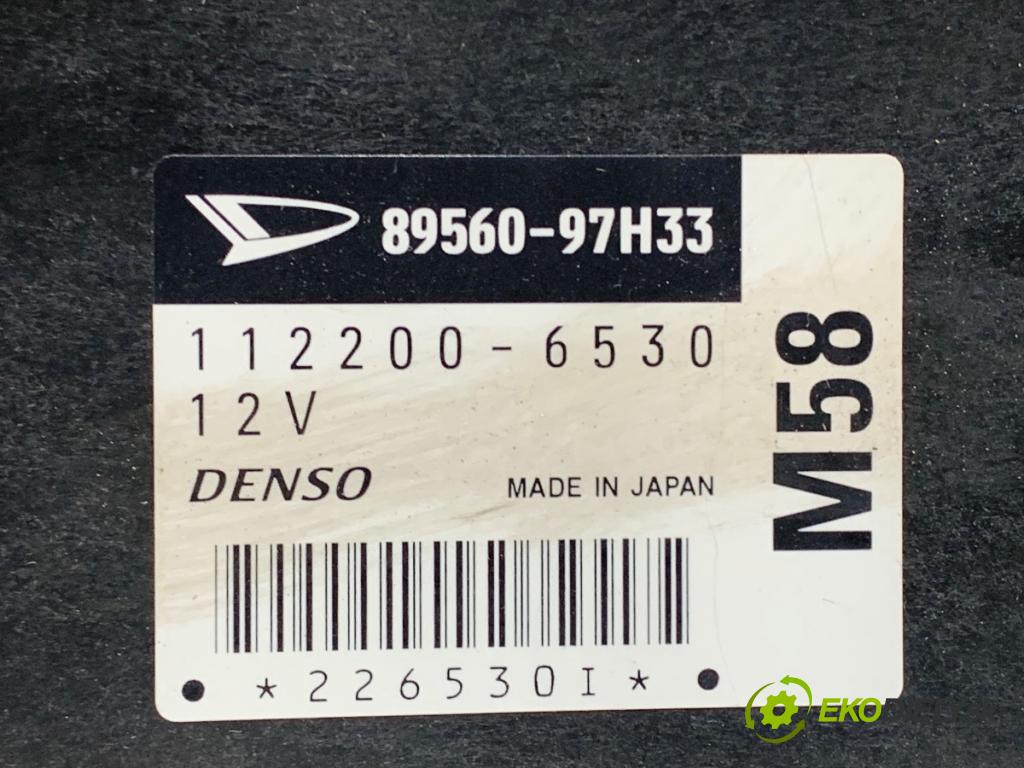 89560-97H33
112200-6530
12V
DENSO
MADE IN JAPAN
M58
*226530I*
EKO